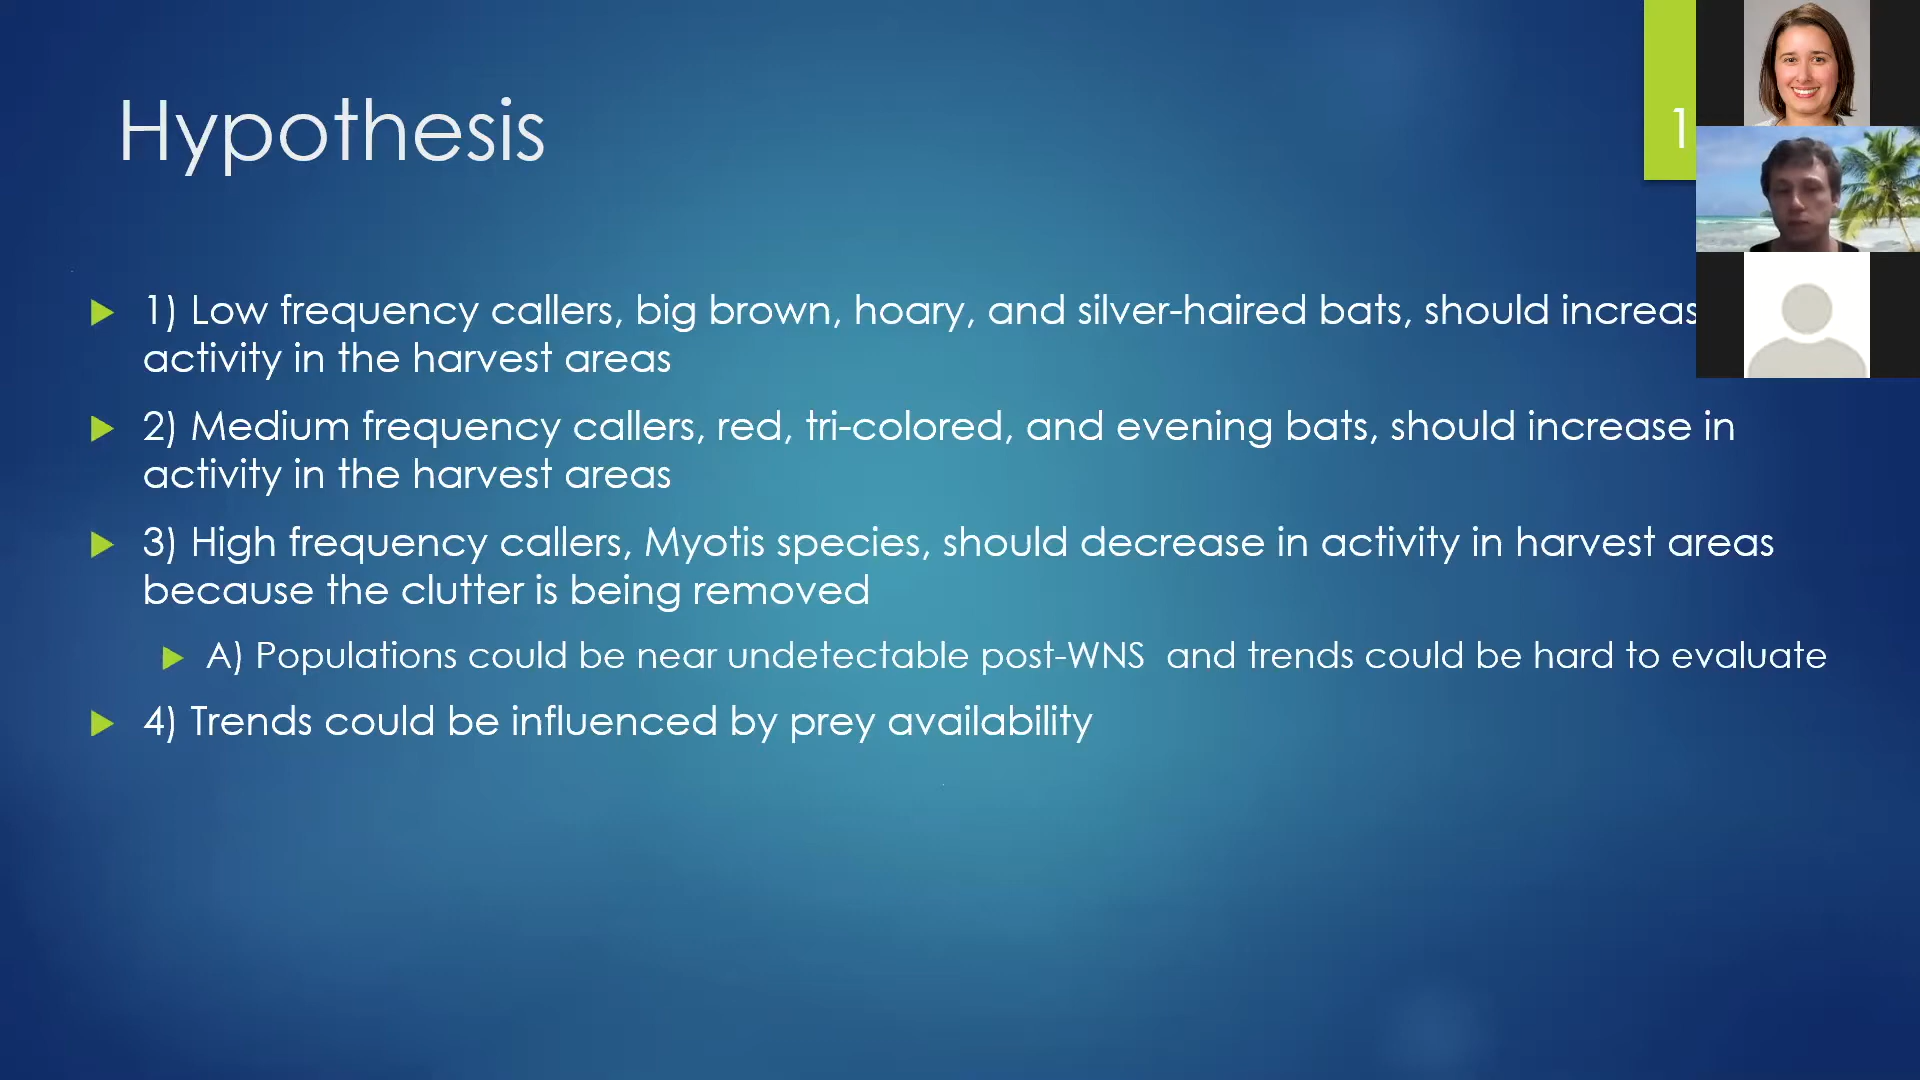 Hypothesis
1
1) Low frequency callers, big brown, hoary, and silver-haired bats, should
activity in the harvest areas
2) Medium frequency callers, red, tri-colored, and evening bats, should increase in
activity in the harvest areas
3) High frequency callers, Myotis species, should decrease in activity in harvest areas
because the clutter is being removed
A) Populations could be near undetectable post-WNS and trends could be hard to evaluate
4) Trends could be influenced by prey availability